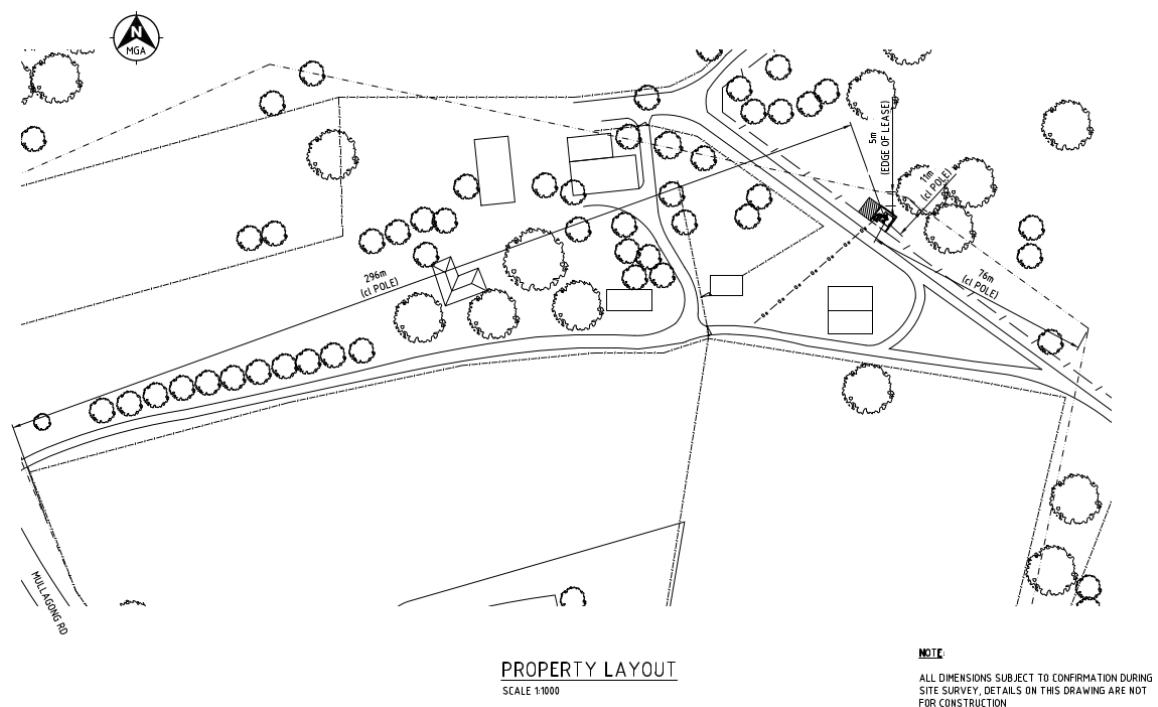 N
MGA
5m
(EDGE OF LEASE)
11m
(cl POLE)
296m
(cl POLE)
76m
(cl POLE)
MULLAGONG RD
PROPERTY LAYOUT
SCALE 1:1000
NOTE:
ALL DIMENSIONS SUBJECT TO CONFIRMATION DURING
SITE SURVEY, DETAILS ON THIS DRAWING ARE NOT
FOR CONSTRUCTION